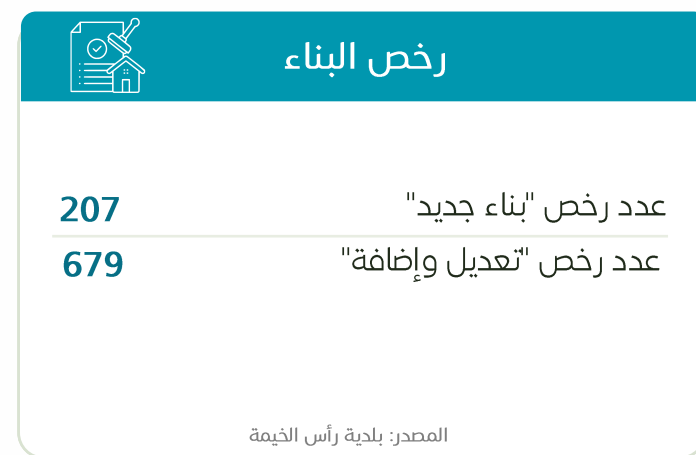 رخص البناء
عدد رخص "بناء جديد" 207
عدد رخص "تعديل وإضافة" 679
المصدر: بلدية رأس الخيمة